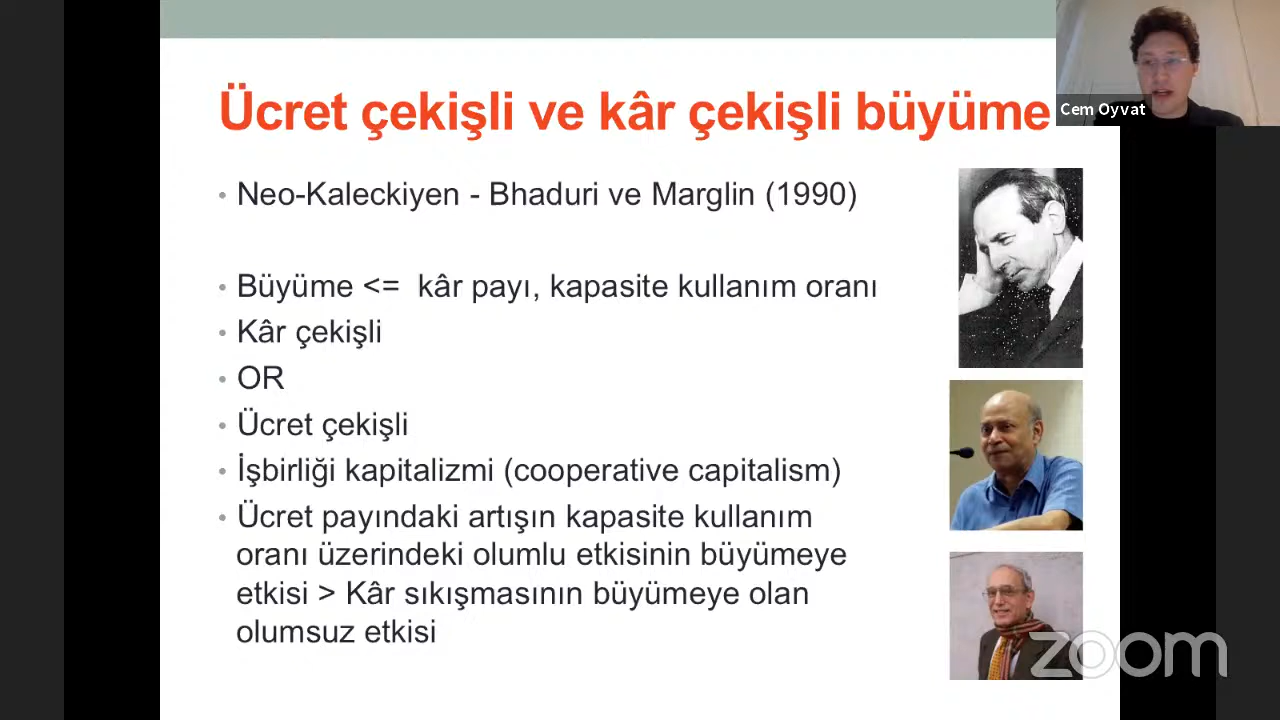 Ücret çekişli ve kâr çekişli büyüme
Cem Oyvat
Neo-Kaleckiyen - Bhaduri ve Marglin (1990)
Büyüme <= kâr payı, kapasite kullanım oranı
Kâr çekişli
OR
Ücret çekişli
İşbirliği kapitalizmi (cooperative capitalism)
Ücret payındaki artışın kapasite kullanım
oranı üzerindeki olumlu etkisinin büyümeye
etkisi > Kâr sıkışmasının büyümeye olan
olumsuz etkisi
zoom